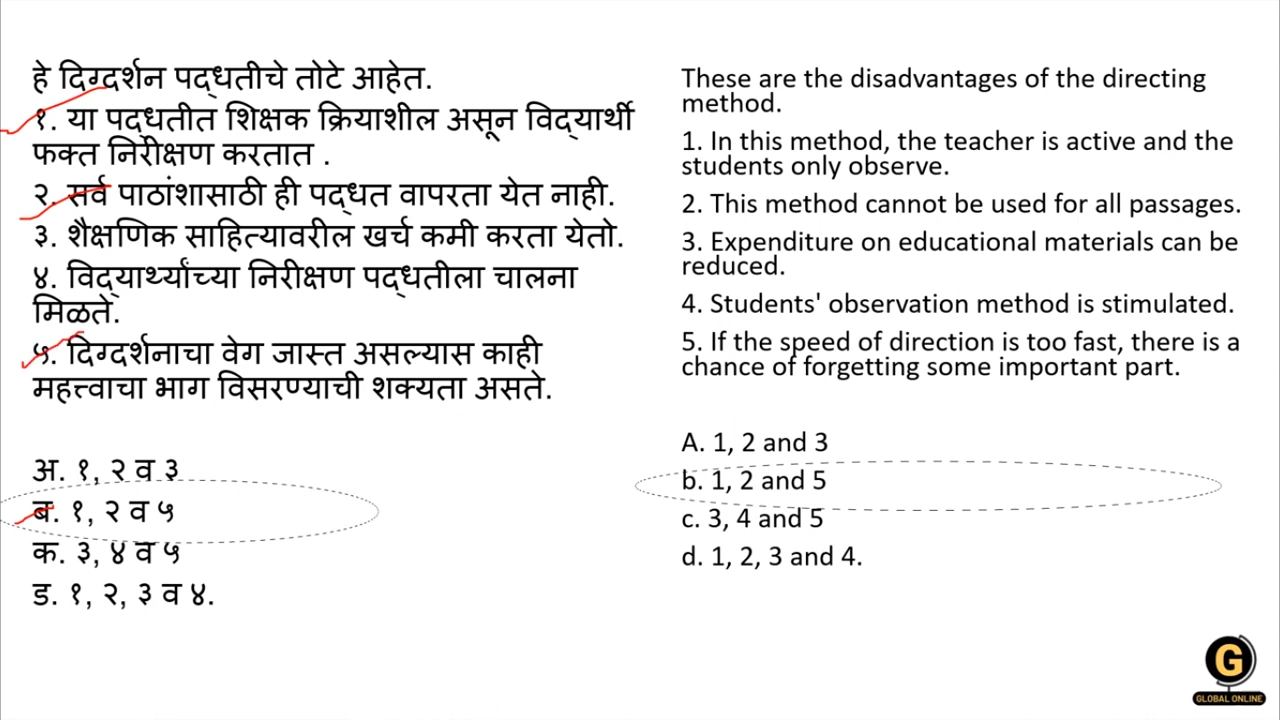 हे दिग्दर्शन पद्धतीचे तोटे आहेत.
१. या पद्धतीत शिक्षक क्रियाशील असून विद्यार्थी
फक्त निरीक्षण करतात .
२. सर्व पाठांशासाठी ही पद्धत वापरता येत नाही.
३. शैक्षणिक साहित्यावरील खर्च कमी करता येतो.
४. विद्यार्थ्यांच्या निरीक्षण पद्धतीला चालना
मिळते.
५. दिग्दर्शनाचा वेग जास्त असल्यास काही
महत्त्वाचा भाग विसरण्याची शक्यता असते.
अ. १, २ व ३
ब. १, २ व ५
क. ३, ४ व ५
ड. १, २, ३ व ४.
These are the disadvantages of the directing
method.
1. In this method, the teacher is active and the
students only observe.
2. This method cannot be used for all passages.
3. Expenditure on educational materials can be
reduced.
4. Students' observation method is stimulated.
5. If the speed of direction is too fast, there is a
chance of forgetting some important part.
A. 1, 2 and 3
b. 1, 2 and 5
c. 3, 4 and 5
d. 1, 2, 3 and 4.
G
GLOBAL ONLINE